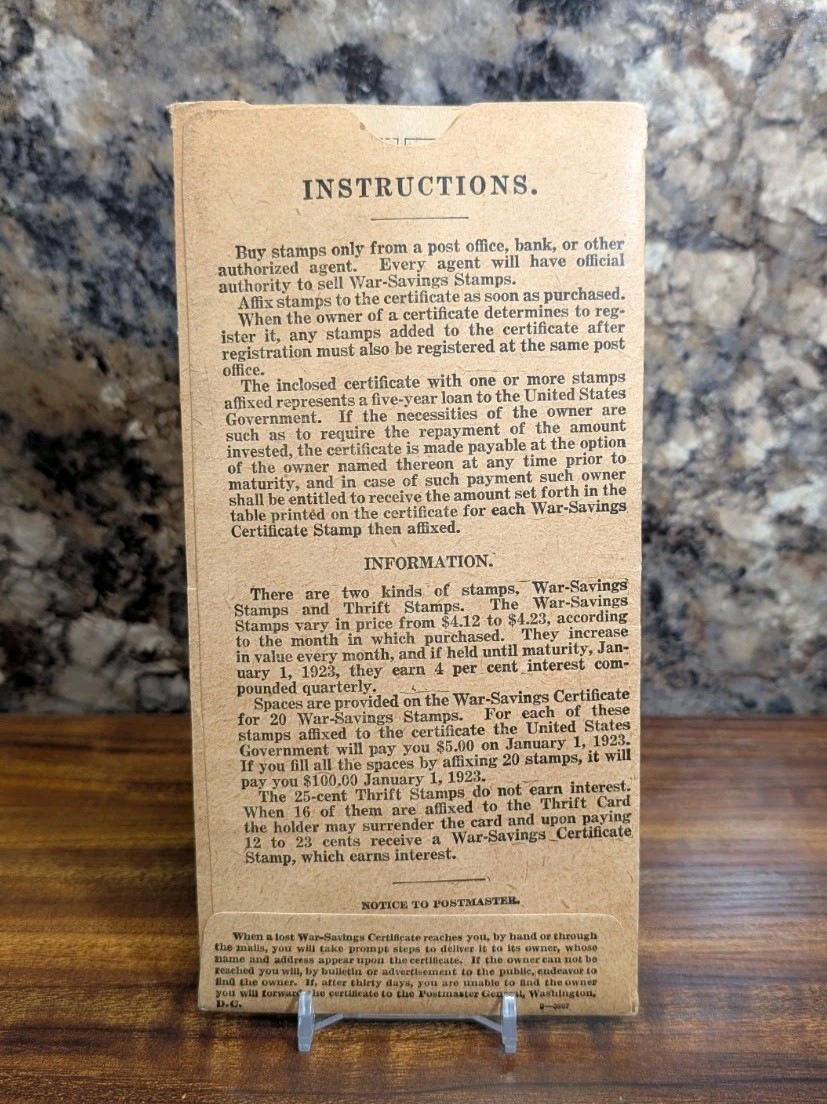 INSTRUCTIONS.
Buy stamps only from a post office, bank, or other
authorized agent. Every agent will have official
authority to sell War-Savings Stamps.
Affix stamps to the certificate as soon as purchased.
When the owner of a certificate determines to reg-
ister it, any stamps added to the certificate after
registration must also be registered at the same post
office.
The inclosed certificate with one or more stamps
affixed represents a five-year loan to the United States
Government. If the necessities of the owner are
such as to require the repayment of the amount
invested, the certificate is made payable at the option
of the owner named thereon at any time prior to
maturity, and in case of such payment such owner
shall be entitled to receive the amount set forth in the
table printed on the certificate for each War-Savings
Certificate Stamp then affixed.
INFORMATION.
There are two kinds of stamps, War-Savings
Stamps and Thrift Stamps. The War-Savings
Stamps vary in price from $4.12 to $4.23, according
to the month in which purchased. They increase
in value every month, and if held until maturity, Jan-
uary 1, 1923, they earn 4 per cent interest com-
pounded quarterly.
Spaces are provided on the War-Savings Certificate
for 20 War-Savings Stamps. For each of these
stamps affixed to the certificate the United States
Government will pay you $5.00 on January 1, 1923.
If you fill all the spaces by affixing 20 stamps, it will
pay you $100.00 January 1, 1923.
The 25-cent Thrift Stamps do not earn interest.
When 16 of them are affixed to the Thrift Card
the holder may surrender the card and upon paying
12 to 23 cents receive a War-Savings Certificate
Stamp, which earns interest.
NOTICE TO POSTMASTER.
When a lost War-Savings Certificate reaches you, by hand or through
the mails, you will take prompt steps to deliver it to its owner, whose
name and address appear upon the certificate. If the owner can not be
reached you will, by bulletin or advertisement to the public, endeavor to
find the owner. If, after thirty days, you are unable to find the owner
you will forward the certificate to the Postmaster General, Washington,
D.C.